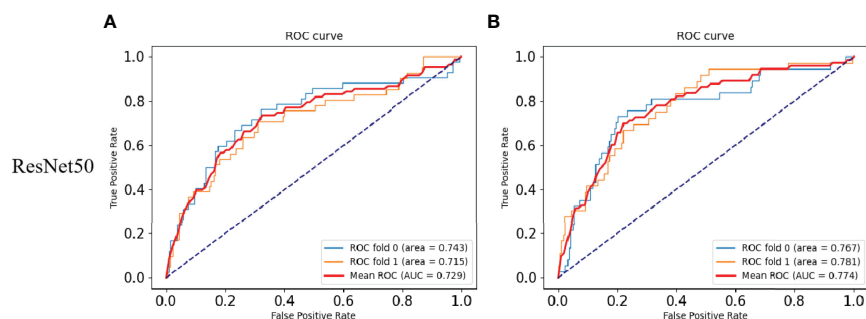 A
ROC curve
1.0
0.8
0.6
0.4
0.2
0.0
True Positive Rate
0.0 0.2 0.4 0.6 0.8 1.0
False Positive Rate
ROC fold 0 (area = 0.743)
ROC fold 1 (area = 0.715)
Mean ROC (AUC = 0.729)
B
ROC curve
1.0
0.8
0.6
0.4
0.2
0.0
True Positive Rate
0.0 0.2 0.4 0.6 0.8 1.0
False Positive Rate
ROC fold 0 (area = 0.767)
ROC fold 1 (area = 0.781)
Mean ROC (AUC = 0.774)
ResNet50